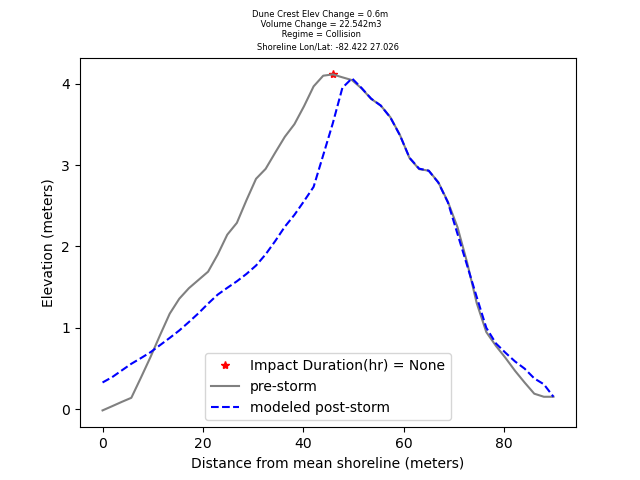 Dune Crest Elev Change = 0.6m
Volume Change = 22.542m3
Regime = Collision
Shoreline Lon/Lat: -82.422 27.026
4
3
2
1
0
Elevation (meters)
Impact Duration(hr) = None
pre-storm
modeled post-storm
0 20 40 60 80
Distance from mean shoreline (meters)